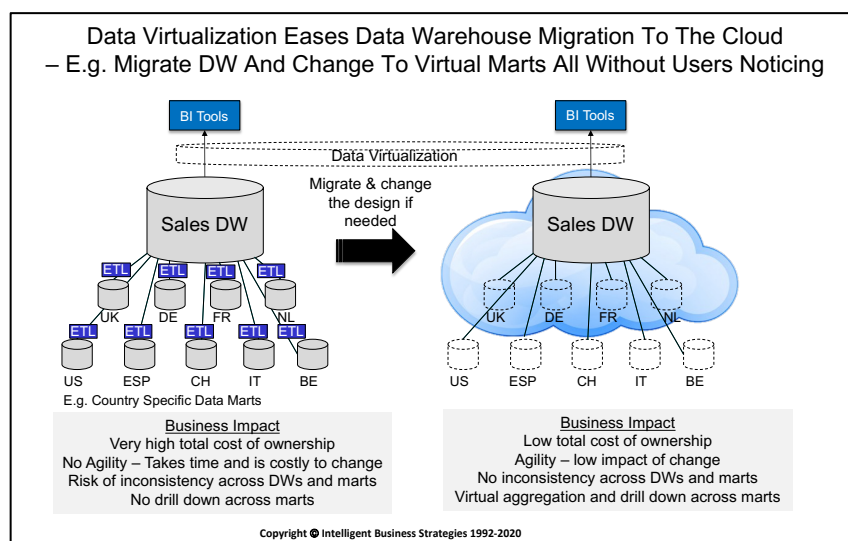 Data Virtualization Eases Data Warehouse Migration To The Cloud
– E.g. Migrate DW And Change To Virtual Marts All Without Users Noticing
BI Tools
BI Tools
Data Virtualization
Migrate & change
the design if
needed
Sales DW
Sales DW
ETL
ETL
ETL
ETL
UK
DE
FR
NL
UK
DE
FR
NL
ETL
ETL
ETL
ETL
ETL
US
ESP
CH
IT
BE
US
ESP
CH
IT
BE
E.g. Country Specific Data Marts
Business Impact
Very high total cost of ownership
No Agility – Takes time and is costly to change
Risk of inconsistency across DWs and marts
No drill down across marts
Business Impact
Low total cost of ownership
Agility – low impact of change
No inconsistency across DWs and marts
Virtual aggregation and drill down across marts
Copyright © Intelligent Business Strategies 1992-2020